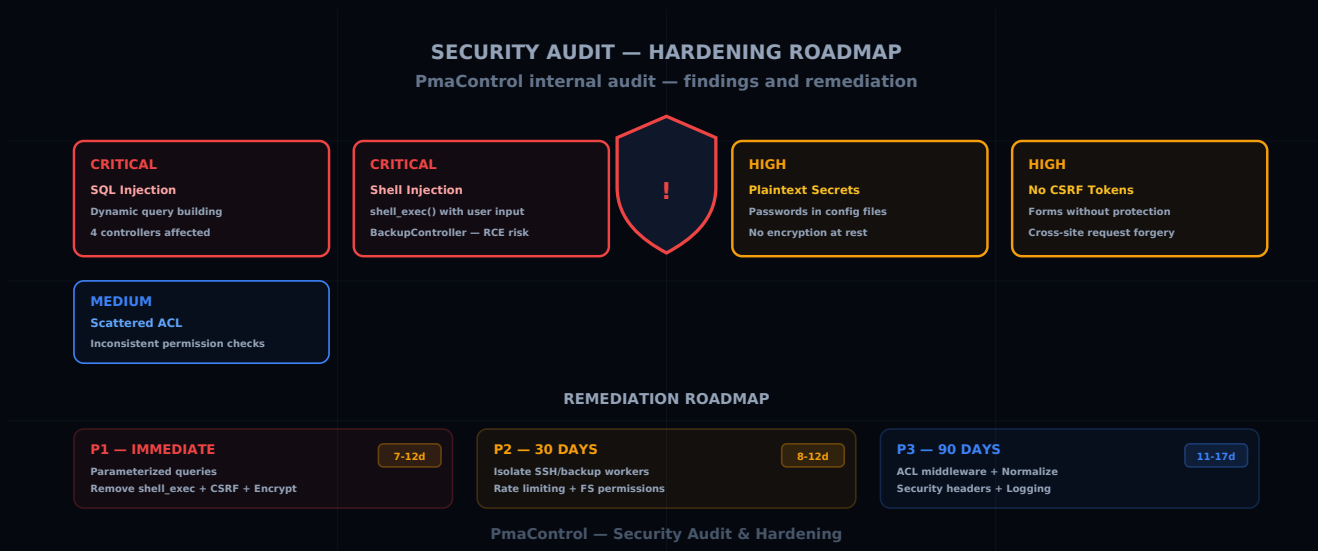 SECURITY AUDIT — HARDENING ROADMAP
PmaControl internal audit — findings and remediation
CRITICAL
SQL Injection
Dynamic query building
4 controllers affected
CRITICAL
Shell Injection
shell_exec() with user input
BackupController — RCE risk
!
HIGH
Plaintext Secrets
Passwords in config files
No encryption at rest
HIGH
No CSRF Tokens
Forms without protection
Cross-site request forgery
MEDIUM
Scattered ACL
Inconsistent permission checks
REMEDIATION ROADMAP
P1 — IMMEDIATE
7-12d
Parameterized queries
Remove shell_exec + CSRF + Encrypt
P2 — 30 DAYS
8-12d
Isolate SSH/backup workers
Rate limiting + FS permissions
P3 — 90 DAYS
11-17d
ACL middleware + Normalize
Security headers + Logging
PmaControl — Security Audit & Hardening